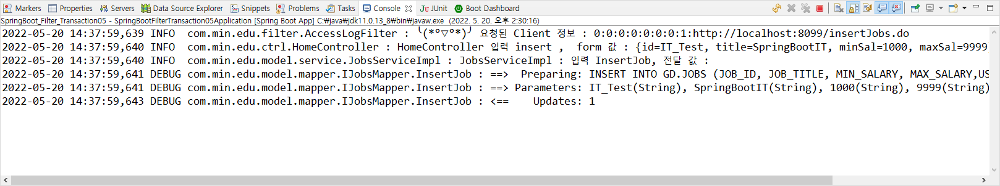 Markers Properties Servers Data Source Explorer Snippets Problems Tasks Console JUnit Boot Dashboard
SpringBoot_Filter_Transaction05 - SpringBootFilterTransaction05Application [Spring Boot App] C:₩java₩jdk11.0.13_8₩bin₩javaw.exe (2022. 5. 20. 오후 2:30:16)
2022-05-20 14:37:59,639 INFO  com.min.edu.filter.AccessLogFilter : ╰(*°▽°*)╯ 요청된 Client 정보 : 0:0:0:0:0:0:0:1:http://localhost:8099/insertJobs.do
2022-05-20 14:37:59,640 INFO  com.min.edu.ctrl.HomeController : HomeController 입력 insert ,  form 값 : {id=IT_Test, title=SpringBootIT, minSal=1000, maxSal=9999
2022-05-20 14:37:59,640 INFO  com.min.edu.model.service.JobsServiceImpl : JobsServiceImpl : 입력 InsertJob, 전달 값 :
2022-05-20 14:37:59,641 DEBUG com.min.edu.model.mapper.IJobsMapper.InsertJob : ==>  Preparing: INSERT INTO GD.JOBS (JOB_ID, JOB_TITLE, MIN_SALARY, MAX_SALARY,US
2022-05-20 14:37:59,641 DEBUG com.min.edu.model.mapper.IJobsMapper.InsertJob : ==> Parameters: IT_Test(String), SpringBootIT(String), 1000(String), 9999(String)
2022-05-20 14:37:59,643 DEBUG com.min.edu.model.mapper.IJobsMapper.InsertJob : <==    Updates: 1